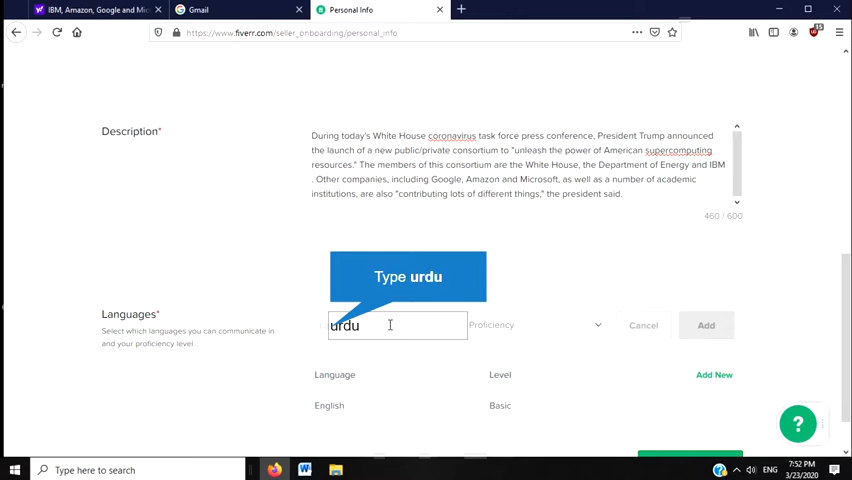 IBM, Amazon, Google and Mic
Gmail
Personal Info
https://www.fiverr.com/seller_onboarding/personal_info
15
Description*
During today's White House coronavirus task force press conference, President Trump announced
the launch of a new public/private consortium to "unleash the power of American supercomputing
resources." The members of this consortium are the White House, the Department of Energy and IBM
. Other companies, including Google, Amazon and Microsoft, as well as a number of academic
institutions, are also "contributing lots of different things," the president said.
460 / 600
Type urdu
Languages*
Select which languages you can communicate in
and your proficiency level
urdu
Proficiency
Cancel
Add
Language
Level
Add New
English
Basic
?
Type here to search
ENG
7:52 PM
3/23/2020